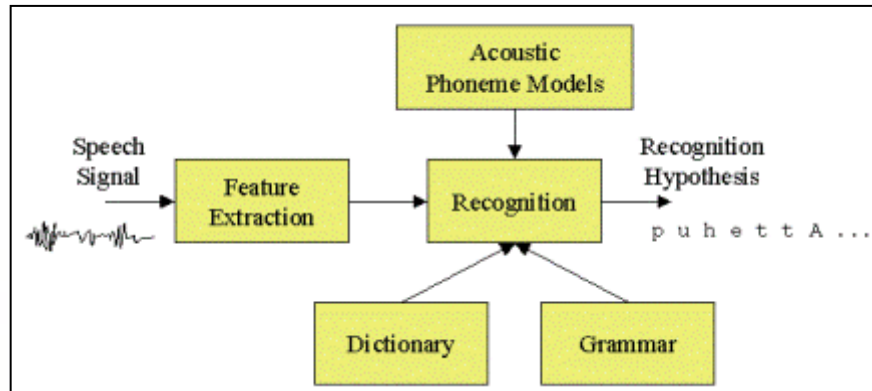 Acoustic
Phoneme Models
Speech
Signal
Feature
Extraction
Recognition
Recognition
Hypothesis
p u h e t t A ...
Dictionary
Grammar